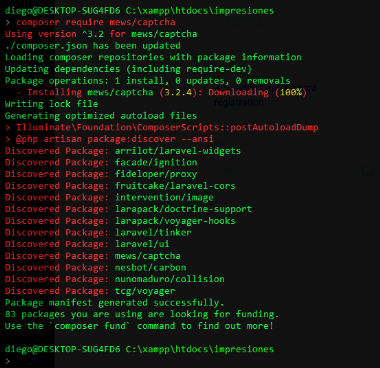 diego@DESKTOP-SUG4FD6 C:\xampp\htdocs\impresiones
> composer require mews/captcha
Using version ^3.2 for mews/captcha
./composer.json has been updated
Loading composer repositories with package information
Updating dependencies (including require-dev)
Package operations: 1 install, 0 updates, 0 removals
  - Installing mews/captcha (3.2.4): Downloading (100%)
Writing lock file
registration
Generating optimized autoload files
> Illuminate\Foundation\ComposerScripts::postAutoloadDump
> @php artisan package:discover --ansi
Discovered Package: arrilot/laravel-widgets
Discovered Package: facade/ignition
Discovered Package: fideloper/proxy
Discovered Package: fruitcake/laravel-cors
Discovered Package: intervention/image
Discovered Package: larapack/doctrine-support
Discovered Package: larapack/voyager-hooks
Discovered Package: laravel/tinker
Discovered Package: laravel/ui
Discovered Package: mews/captcha
Discovered Package: nesbot/carbon
Discovered Package: nunomaduro/collision
Discovered Package: tcg/voyager
Package manifest generated successfully.
83 packages you are using are looking for funding.
Use the `composer fund` command to find out more!
diego@DESKTOP-SUG4FD6 C:\xampp\htdocs\impresiones
>